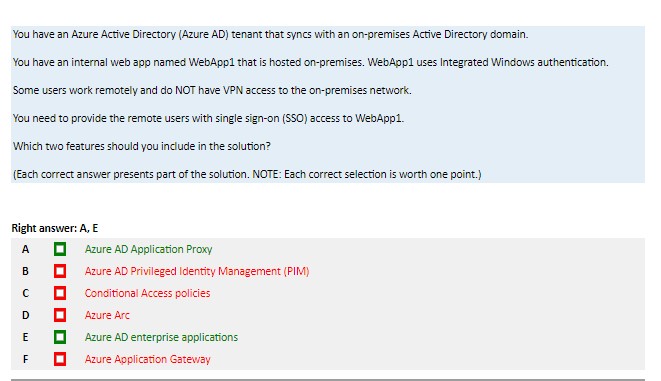 You have an Azure Active Directory (Azure AD) tenant that syncs with an on-premises Active Directory domain.
You have an internal web app named WebApp1 that is hosted on-premises. WebApp1 uses Integrated Windows authentication.
Some users work remotely and do NOT have VPN access to the on-premises network.
You need to provide the remote users with single sign-on (SSO) access to WebApp1.
Which two features should you include in the solution?
(Each correct answer presents part of the solution. NOTE: Each correct selection is worth one point.)
Right answer: A, E
A Azure AD Application Proxy
B Azure AD Privileged Identity Management (PIM)
C Conditional Access policies
D Azure Arc
E Azure AD enterprise applications
F Azure Application Gateway